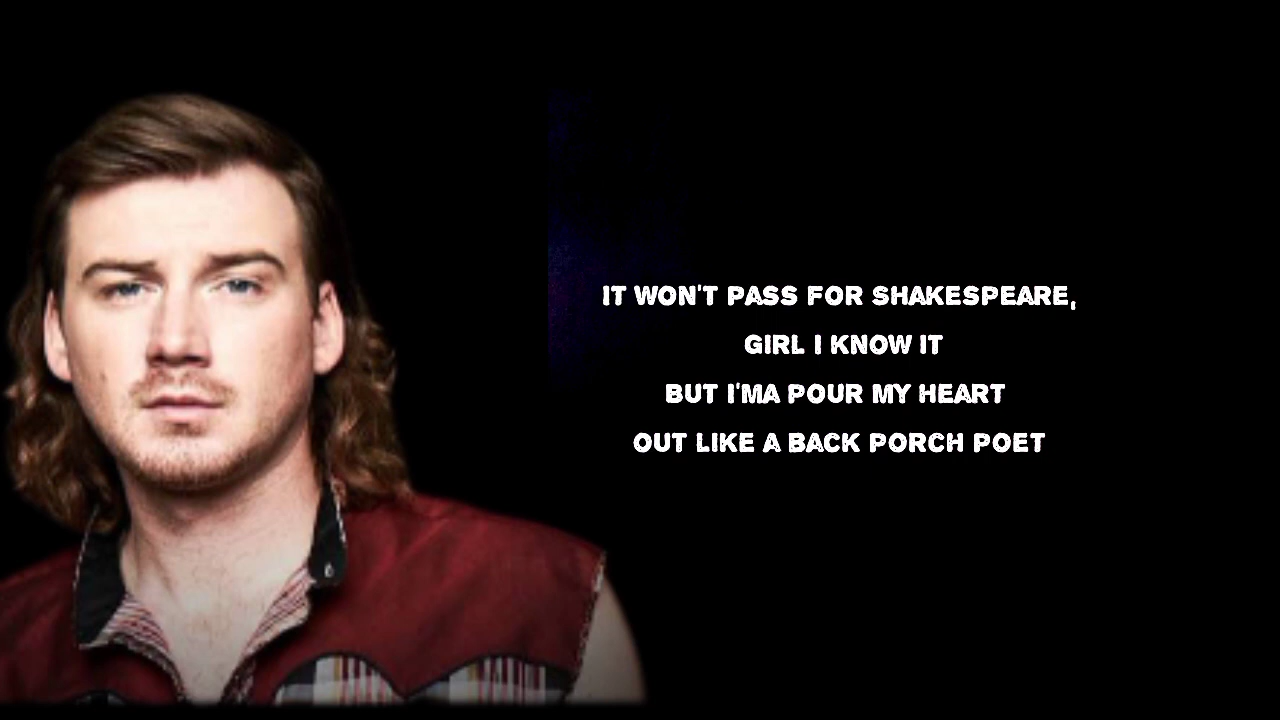 IT WON'T PASS FOR SHAKESPEARE,
GIRL I KNOW IT
BUT I'MA POUR MY HEART
OUT LIKE A BACK PORCH POET